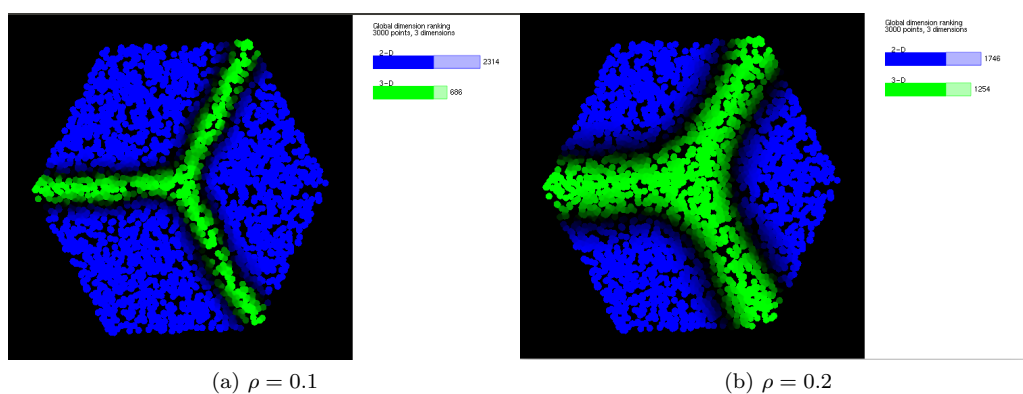 Global dimension ranking
3000 points, 3 dimensions
2-D
2314
3-D
686
(a) ρ = 0.1
Global dimension ranking
3000 points, 3 dimensions
2-D
1746
3-D
1254
(b) ρ = 0.2